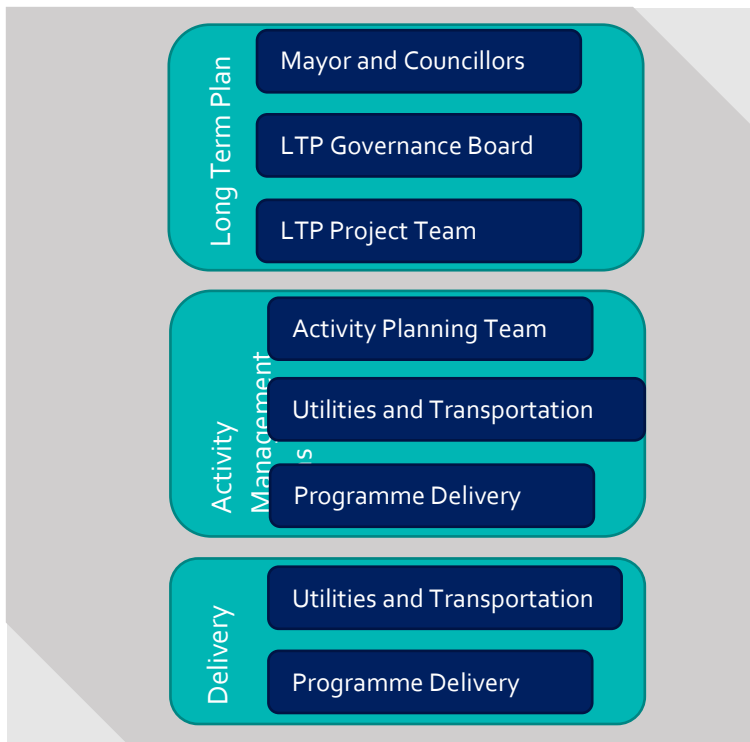 Long Term Plan
Mayor and Councillors
LTP Governance Board
LTP Project Team
Activity
Management
Activity Planning Team
Utilities and Transportation
Programme Delivery
Delivery
Utilities and Transportation
Programme Delivery